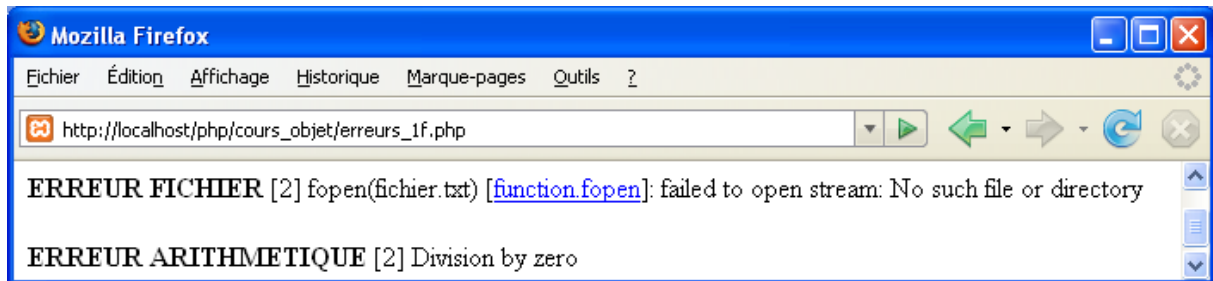 Mozilla Firefox
Fichier Édition Affichage Historique Marque-pages Outils ?
http://localhost/php/cours_objet/erreurs_1f.php
ERREUR FICHIER [2] fopen(fichier.txt) [function.fopen]: failed to open stream: No such file or directory
ERREUR ARITHMETIQUE [2] Division by zero